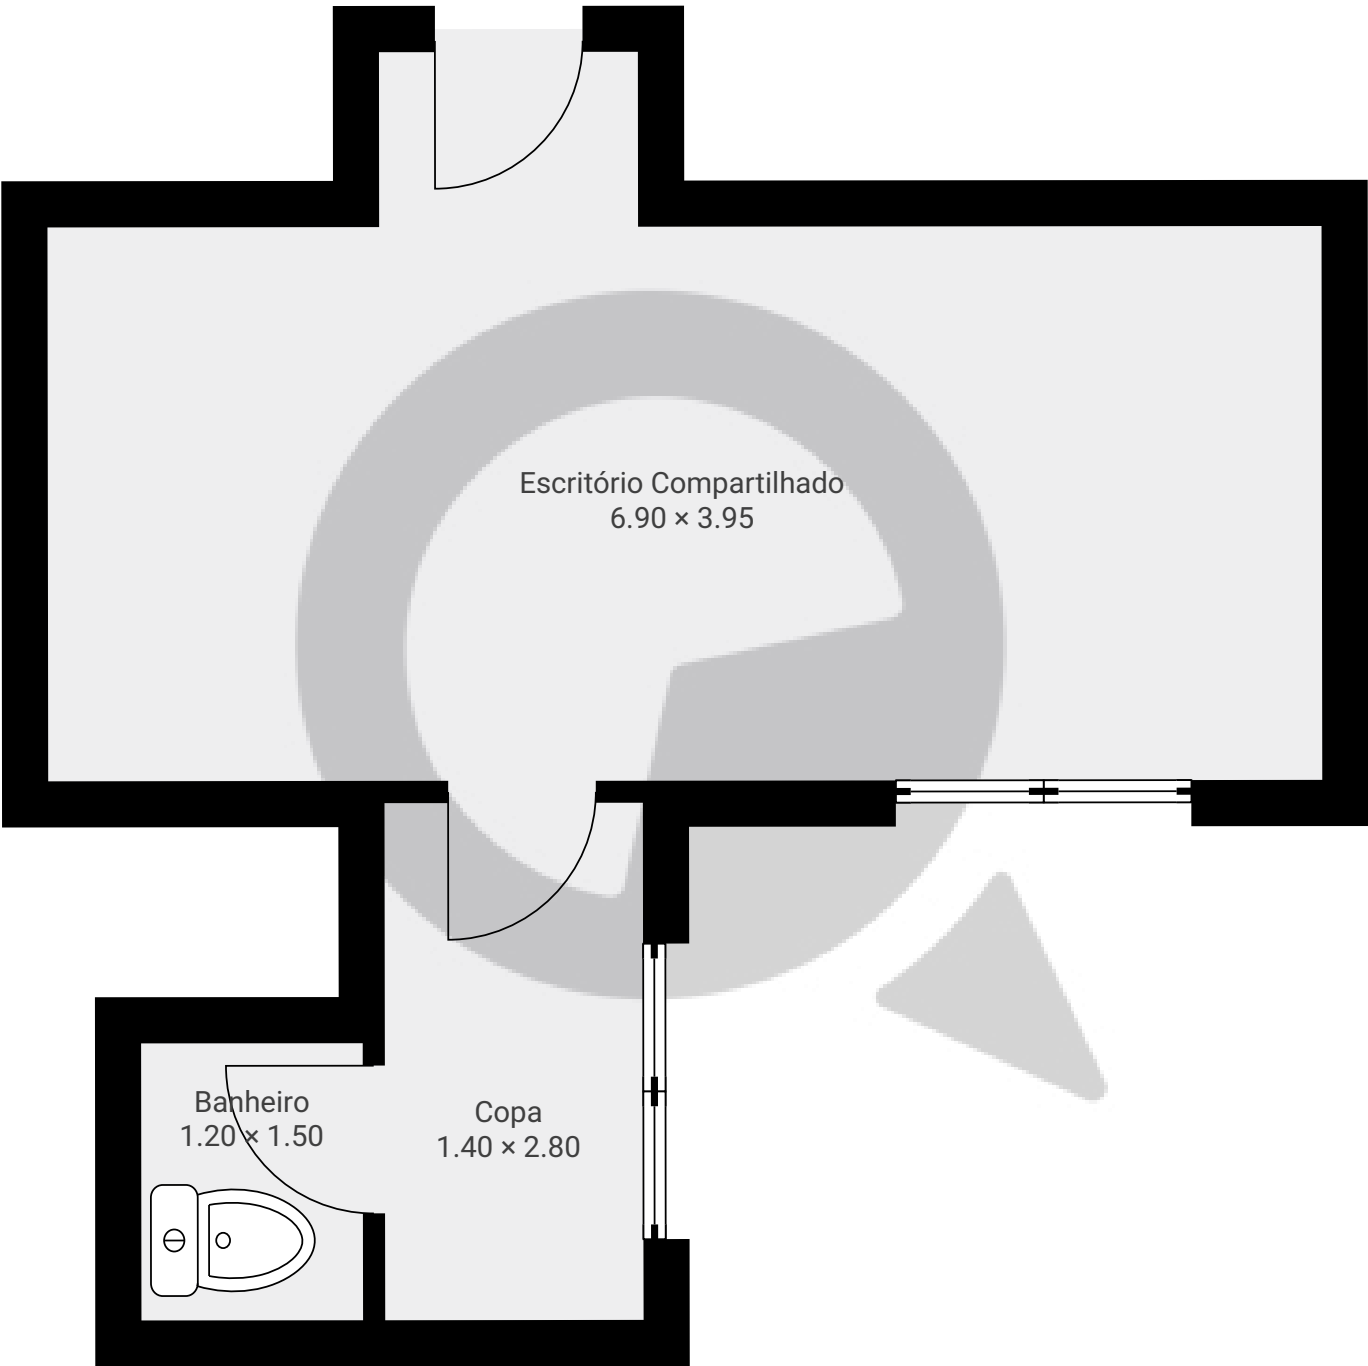 Escritório Compartilhado
6.90 × 3.95
Banheiro
1.20 × 1.50
Copa
1.40 × 2.80